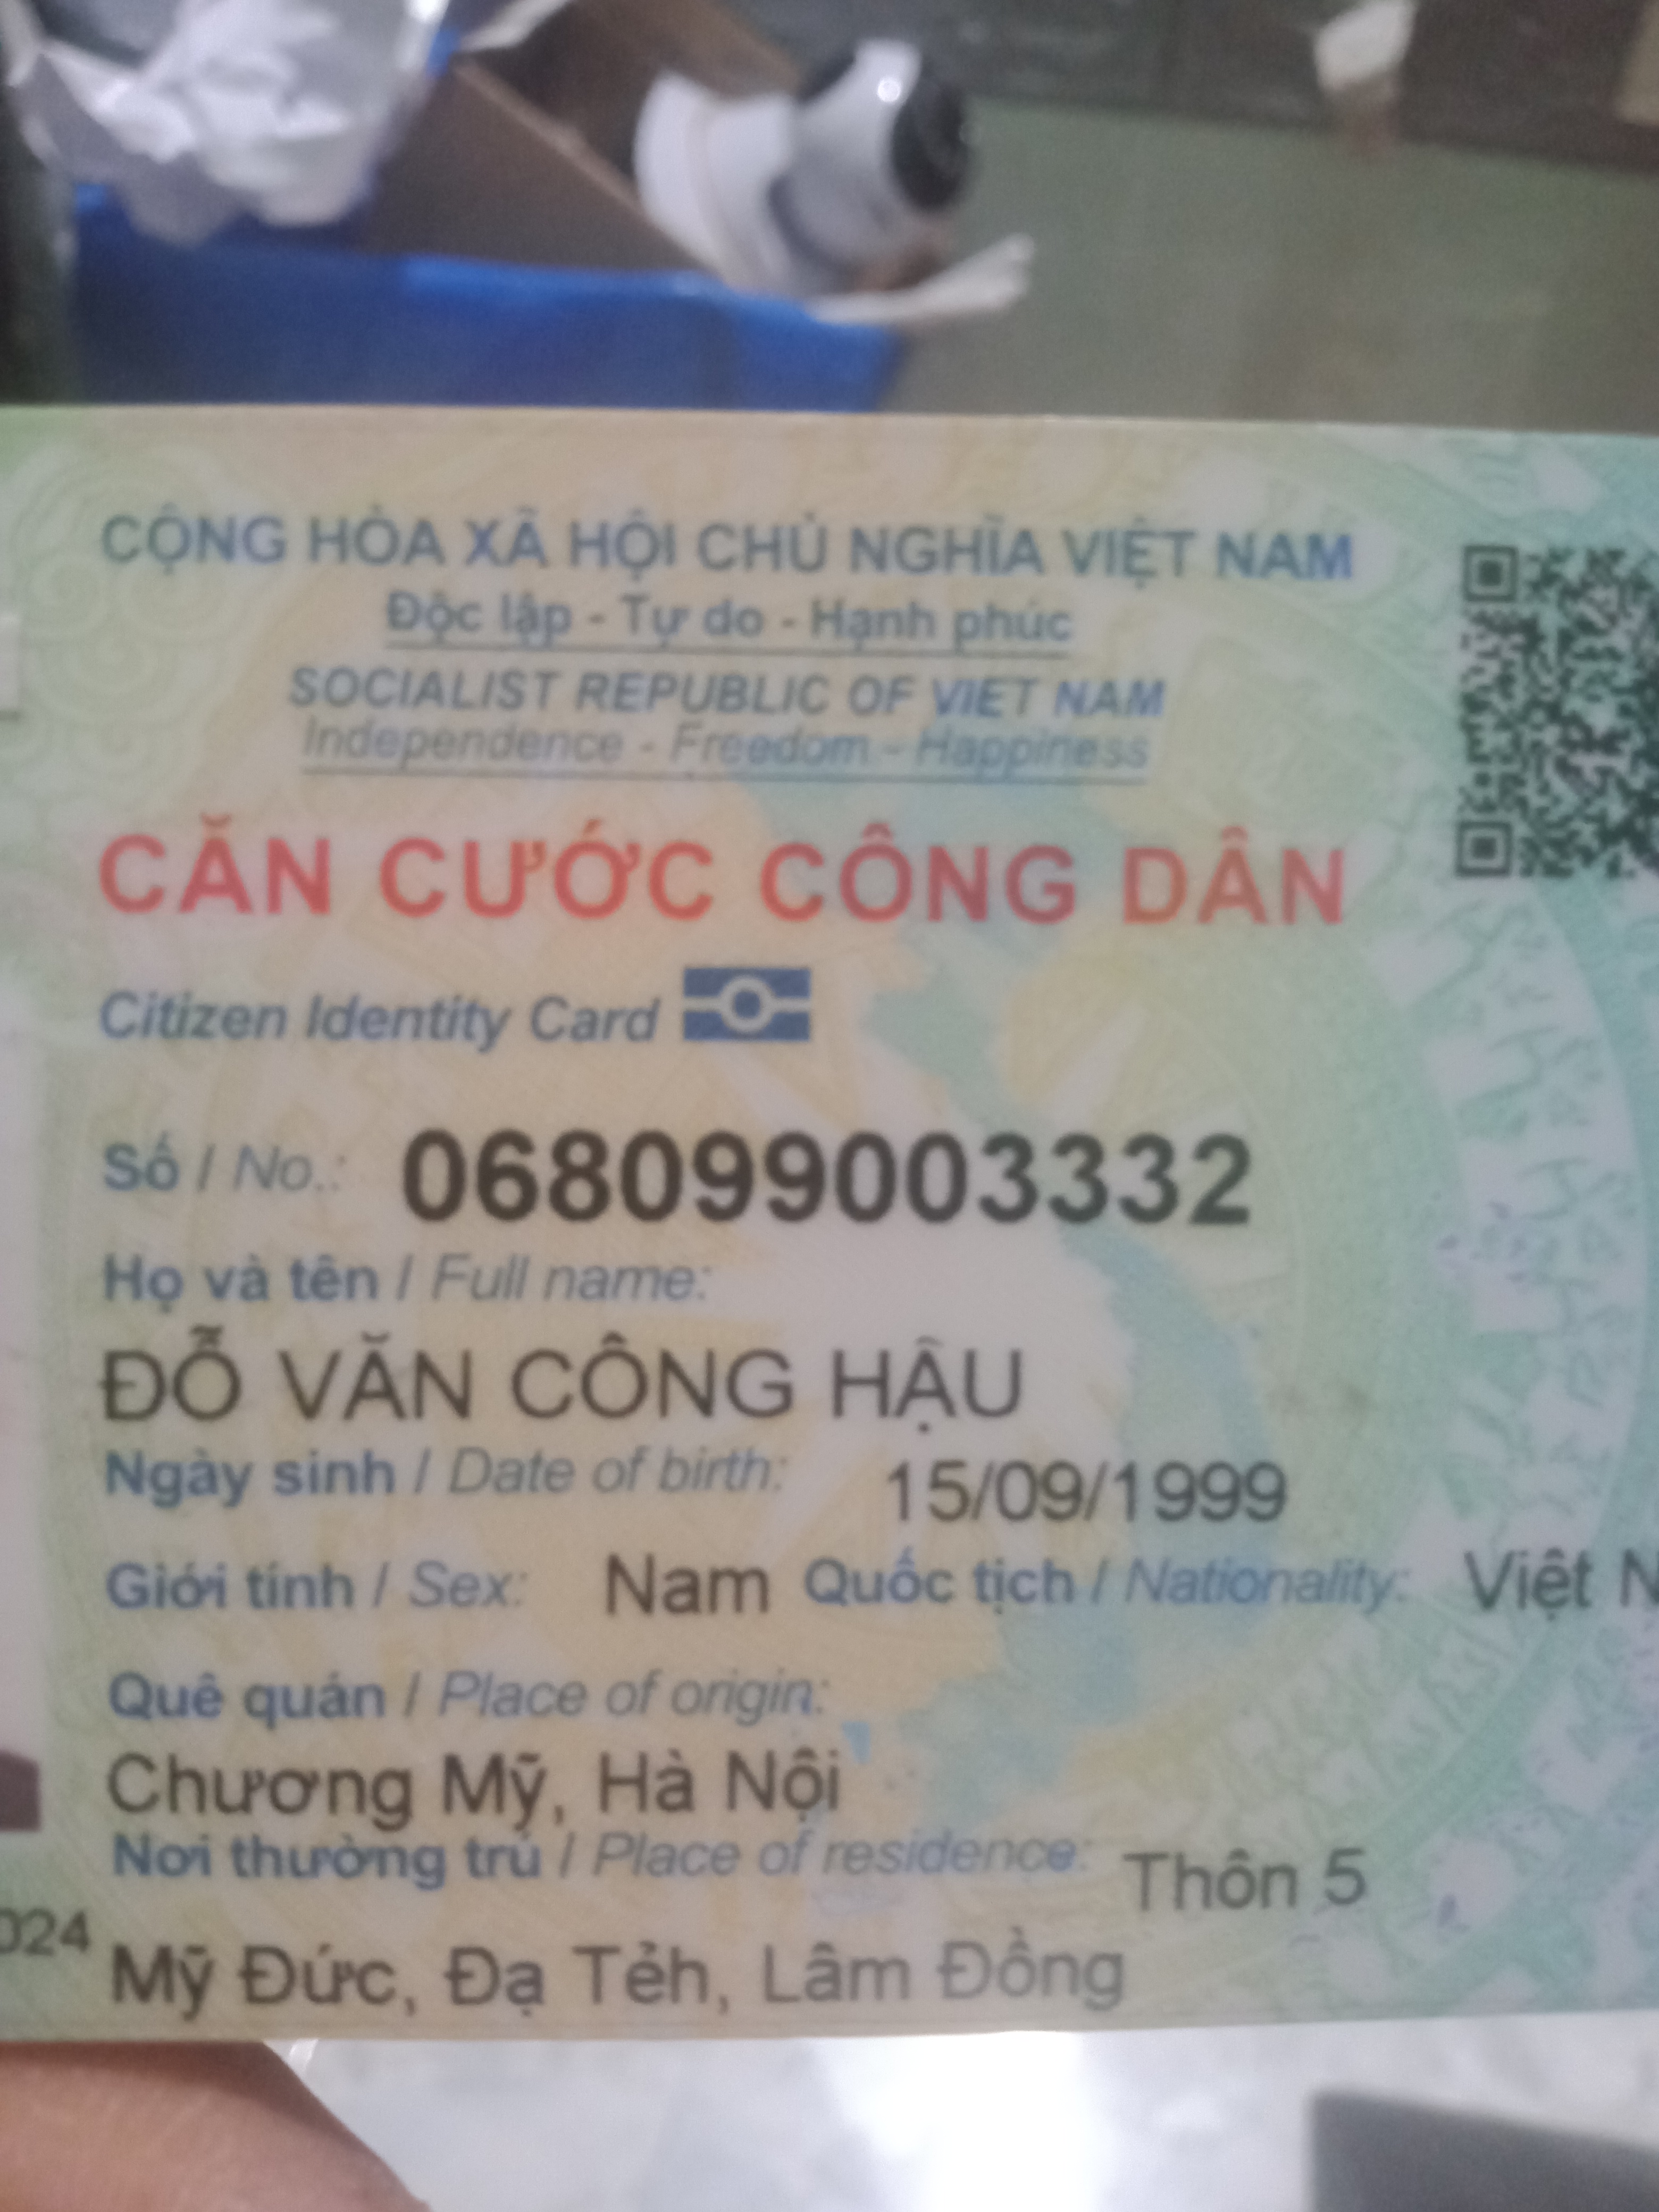 CỘNG HÒA XÃ HỘI CHỦ NGHĨA VIỆT NAM
Độc lập - Tự do - Hạnh phúc
SOCIALIST REPUBLIC OF VIET NAM
Independence - Freedom - Happiness
CĂN CƯỚC CÔNG DÂN
Citizen Identity Card
Số / No.: 068099003332
Họ và tên / Full name:
ĐỖ VĂN CÔNG HẬU
Ngày sinh / Date of birth: 15/09/1999
Giới tính / Sex: Nam Quốc tịch / Nationality: Việt N
Quê quán / Place of origin:
Chương Mỹ, Hà Nội
Nơi thường trú / Place of residence: Thôn 5
024 Mỹ Đức, Đạ Tẻh, Lâm Đồng